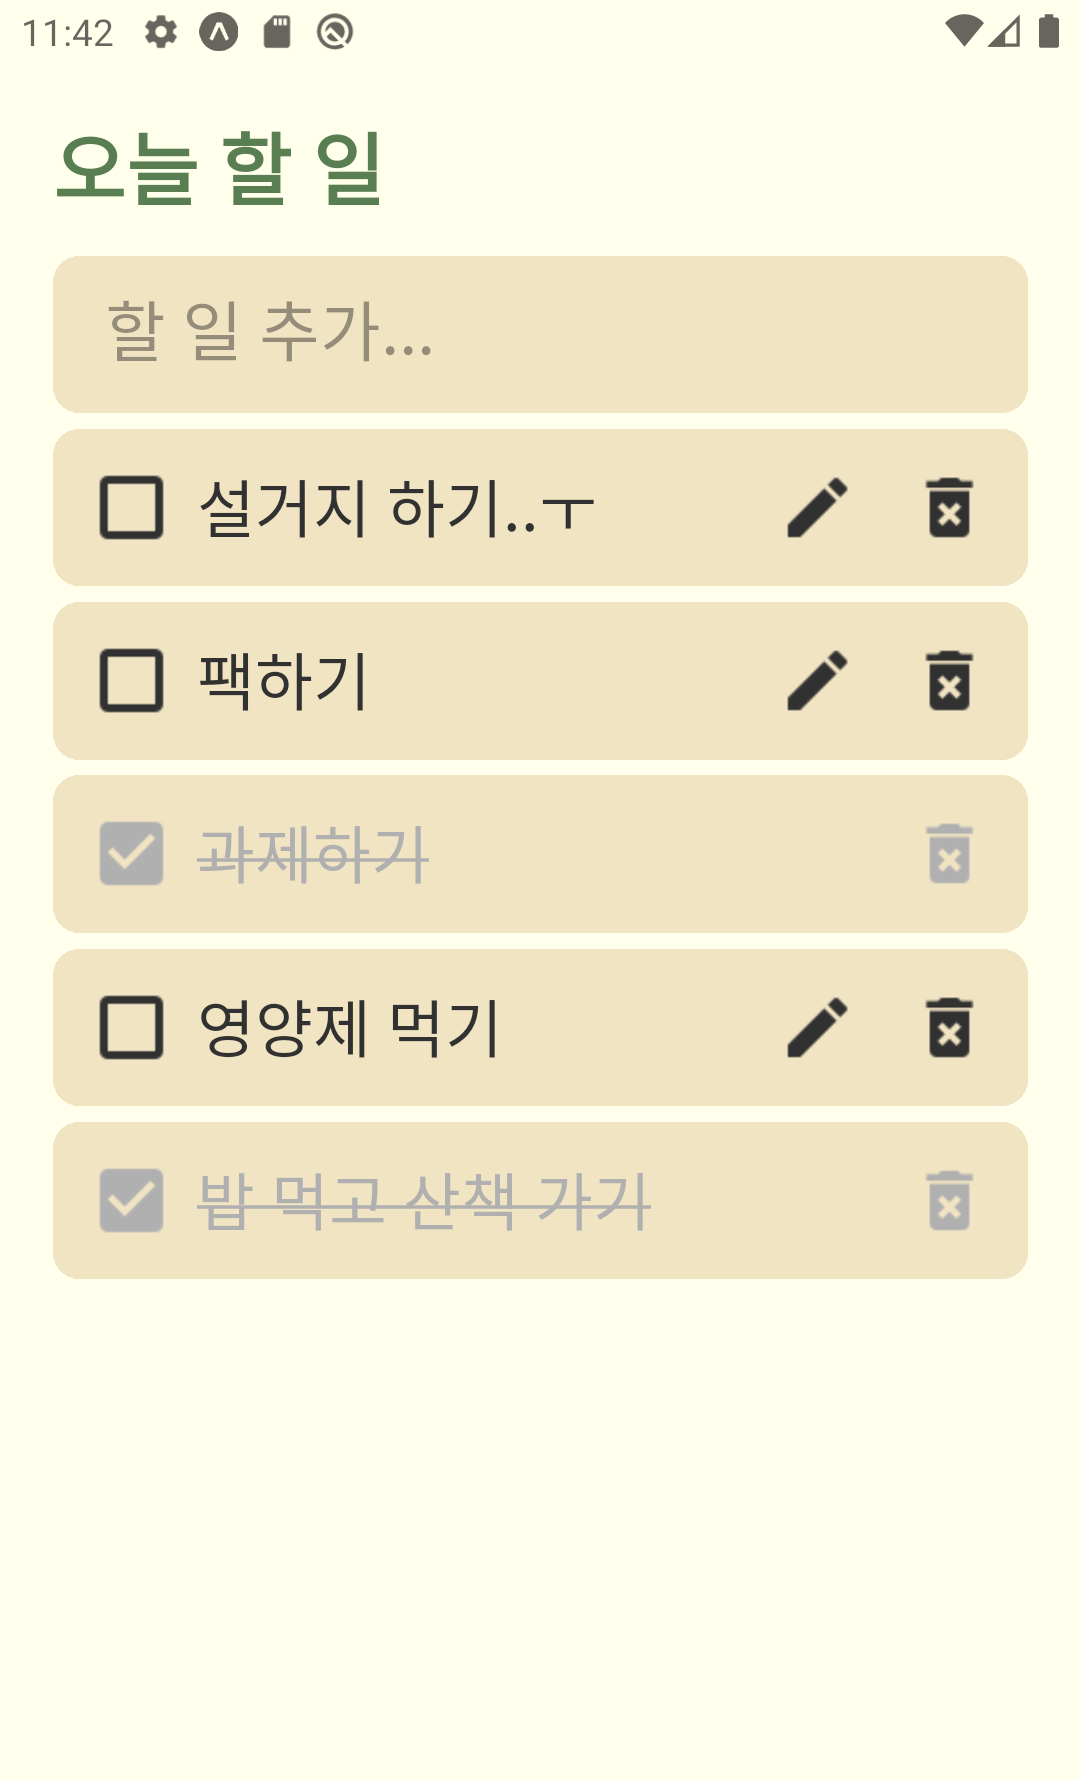 11:42
오늘 할 일
할 일 추가...
설거지 하기..ㅜ
팩하기
과제하기
영양제 먹기
밥 먹고 산책 가기